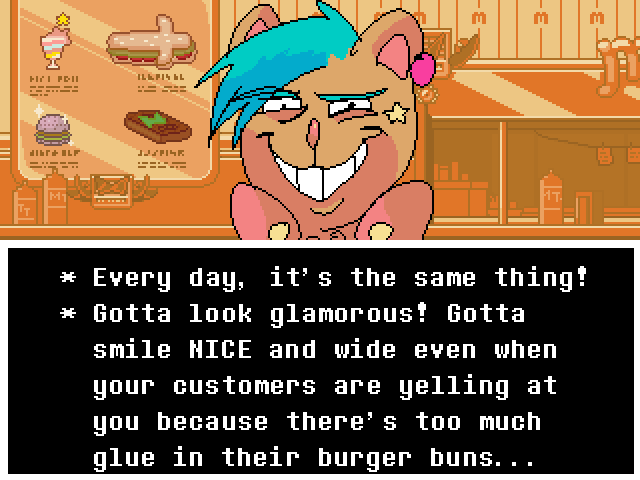 * Every day, it's the same thing!
* Gotta look glamorous! Gotta
smile NICE and wide even when
your customers are yelling at
you because there's too much
glue in their burger buns...